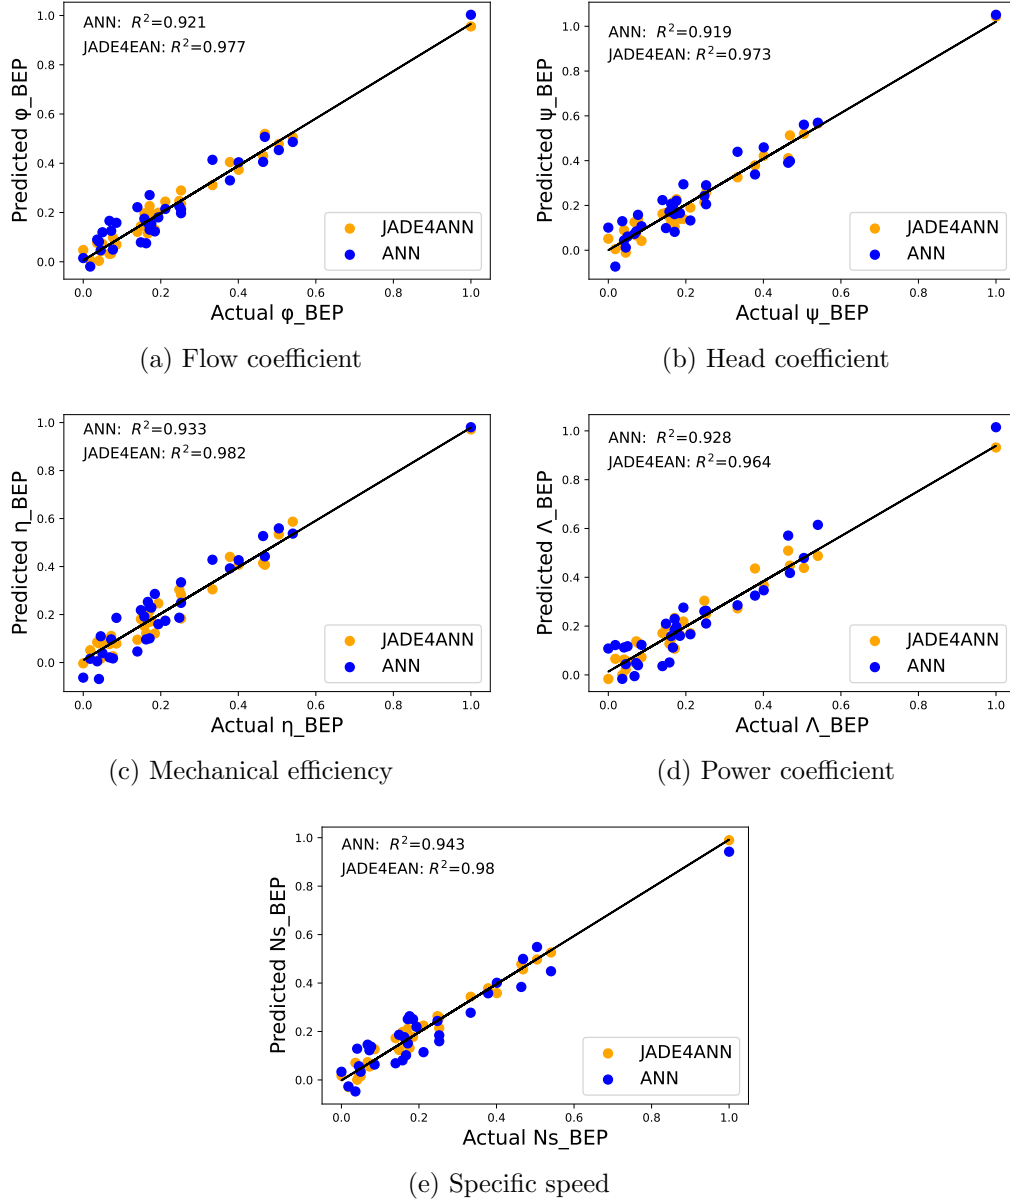 ANN: R²=0.921
JADE4EAN: R²=0.977
Predicted φ_BEP
1.0
0.8
0.6
0.4
0.2
0.0
JADE4ANN
ANN
0.0 0.2 0.4 0.6 0.8 1.0
Actual φ_BEP
(a) Flow coefficient
ANN: R²=0.919
JADE4EAN: R²=0.973
Predicted ψ_BEP
1.0
0.8
0.6
0.4
0.2
0.0
JADE4ANN
ANN
0.0 0.2 0.4 0.6 0.8 1.0
Actual ψ_BEP
(b) Head coefficient
ANN: R²=0.933
JADE4EAN: R²=0.982
Predicted η_BEP
1.0
0.8
0.6
0.4
0.2
0.0
JADE4ANN
ANN
0.0 0.2 0.4 0.6 0.8 1.0
Actual η_BEP
(c) Mechanical efficiency
ANN: R²=0.928
JADE4EAN: R²=0.964
Predicted Λ_BEP
1.0
0.8
0.6
0.4
0.2
0.0
JADE4ANN
ANN
0.0 0.2 0.4 0.6 0.8 1.0
Actual Λ_BEP
(d) Power coefficient
ANN: R²=0.943
JADE4EAN: R²=0.98
Predicted Ns_BEP
1.0
0.8
0.6
0.4
0.2
0.0
JADE4ANN
ANN
0.0 0.2 0.4 0.6 0.8 1.0
Actual Ns_BEP
(e) Specific speed